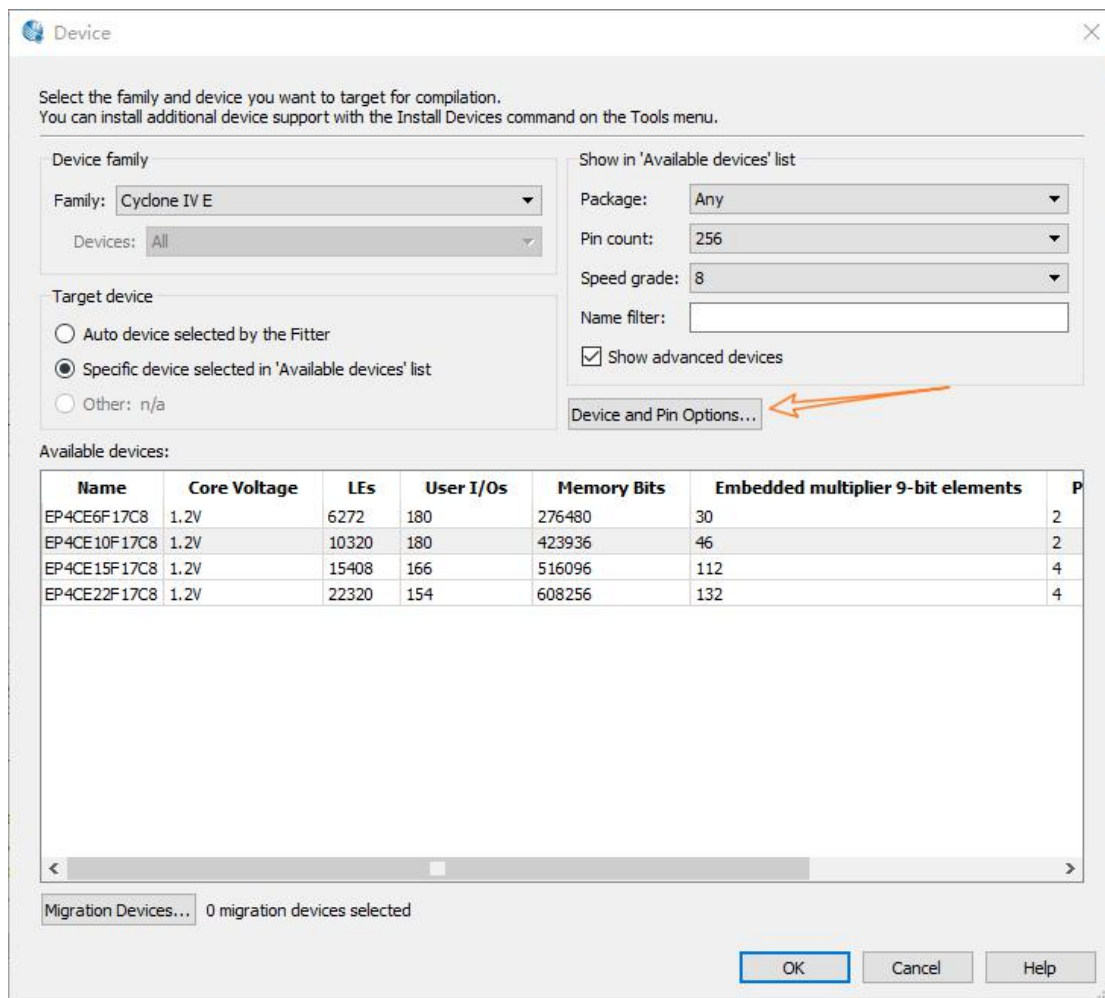 Device
Select the family and device you want to target for compilation.
You can install additional device support with the Install Devices command on the Tools menu.
Device family
Family: Cyclone IV E
Devices: All
Show in 'Available devices' list
Package: Any
Pin count: 256
Speed grade: 8
Name filter:
Show advanced devices
Target device
Auto device selected by the Fitter
Specific device selected in 'Available devices' list
Other: n/a
Device and Pin Options...
Available devices:
Name Core Voltage LEs User I/Os Memory Bits Embedded multiplier 9-bit elements P
EP4CE6F17C8 1.2V 6272 180 276480 30 2
EP4CE10F17C8 1.2V 10320 180 423936 46 2
EP4CE15F17C8 1.2V 15408 166 516096 112 4
EP4CE22F17C8 1.2V 22320 154 608256 132 4
Migration Devices... 0 migration devices selected
OK Cancel Help